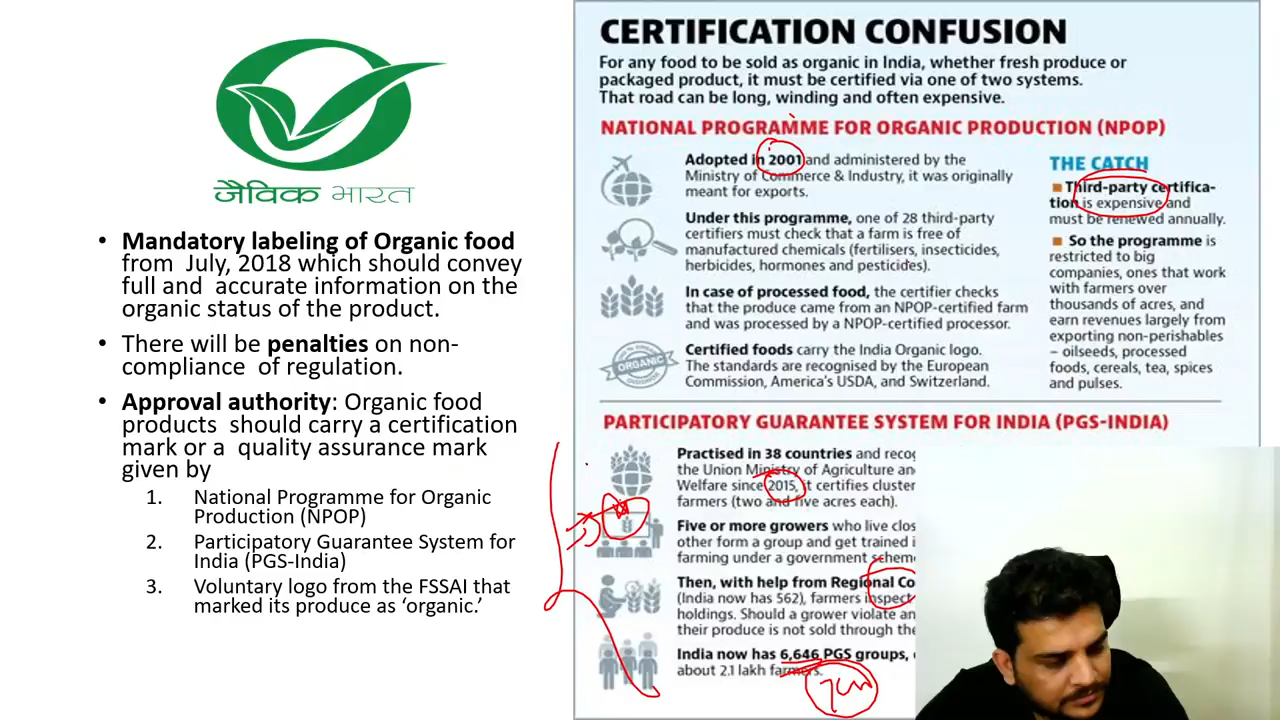 जैविक भारत
• Mandatory labeling of Organic food
from July, 2018 which should convey
full and accurate information on the
organic status of the product.
• There will be penalties on non-
compliance of regulation.
• Approval authority: Organic food
products should carry a certification
mark or a quality assurance mark
given by
1. National Programme for Organic
Production (NPOP)
2. Participatory Guarantee System for
India (PGS-India)
3. Voluntary logo from the FSSAI that
marked its produce as ‘organic.’
CERTIFICATION CONFUSION
For any food to be sold as organic in India, whether fresh produce or
packaged product, it must be certified via one of two systems.
That road can be long, winding and often expensive.
NATIONAL PROGRAMME FOR ORGANIC PRODUCTION (NPOP)
Adopted in 2001 and administered by the
Ministry of Commerce & Industry, it was originally
meant for exports.
Under this programme, one of 28 third-party
certifiers must check that a farm is free of
manufactured chemicals (fertilisers, insecticides,
herbicides, hormones and pesticides).
In case of processed food, the certifier checks
that the produce came from an NPOP-certified farm
and was processed by a NPOP-certified processor.
ORGANIC
Certified foods carry the India Organic logo.
The standards are recognised by the European
Commission, America's USDA, and Switzerland.
THE CATCH
Third-party certifica-
tion is expensive and
must be renewed annually.
So the programme is
restricted to big
companies, ones that work
with farmers over
thousands of acres, and
earn revenues largely from
exporting non-perishables
– oilseeds, processed
foods, cereals, tea, spices
and pulses.
PARTICIPATORY GUARANTEE SYSTEM FOR INDIA (PGS-INDIA)
Practised in 38 countries and recog
the Union Ministry of Agriculture an
Welfare since 2015, it certifies cluster
farmers (two and five acres each).
Five or more growers who live clos
other form a group and get trained i
farming under a government schem
Then, with help from Regional Co
(India now has 562), farmers inspect
holdings. Should a grower violate an
their produce is not sold through the
India now has 6,646 PGS groups,
about 2.1 lakh farmers.